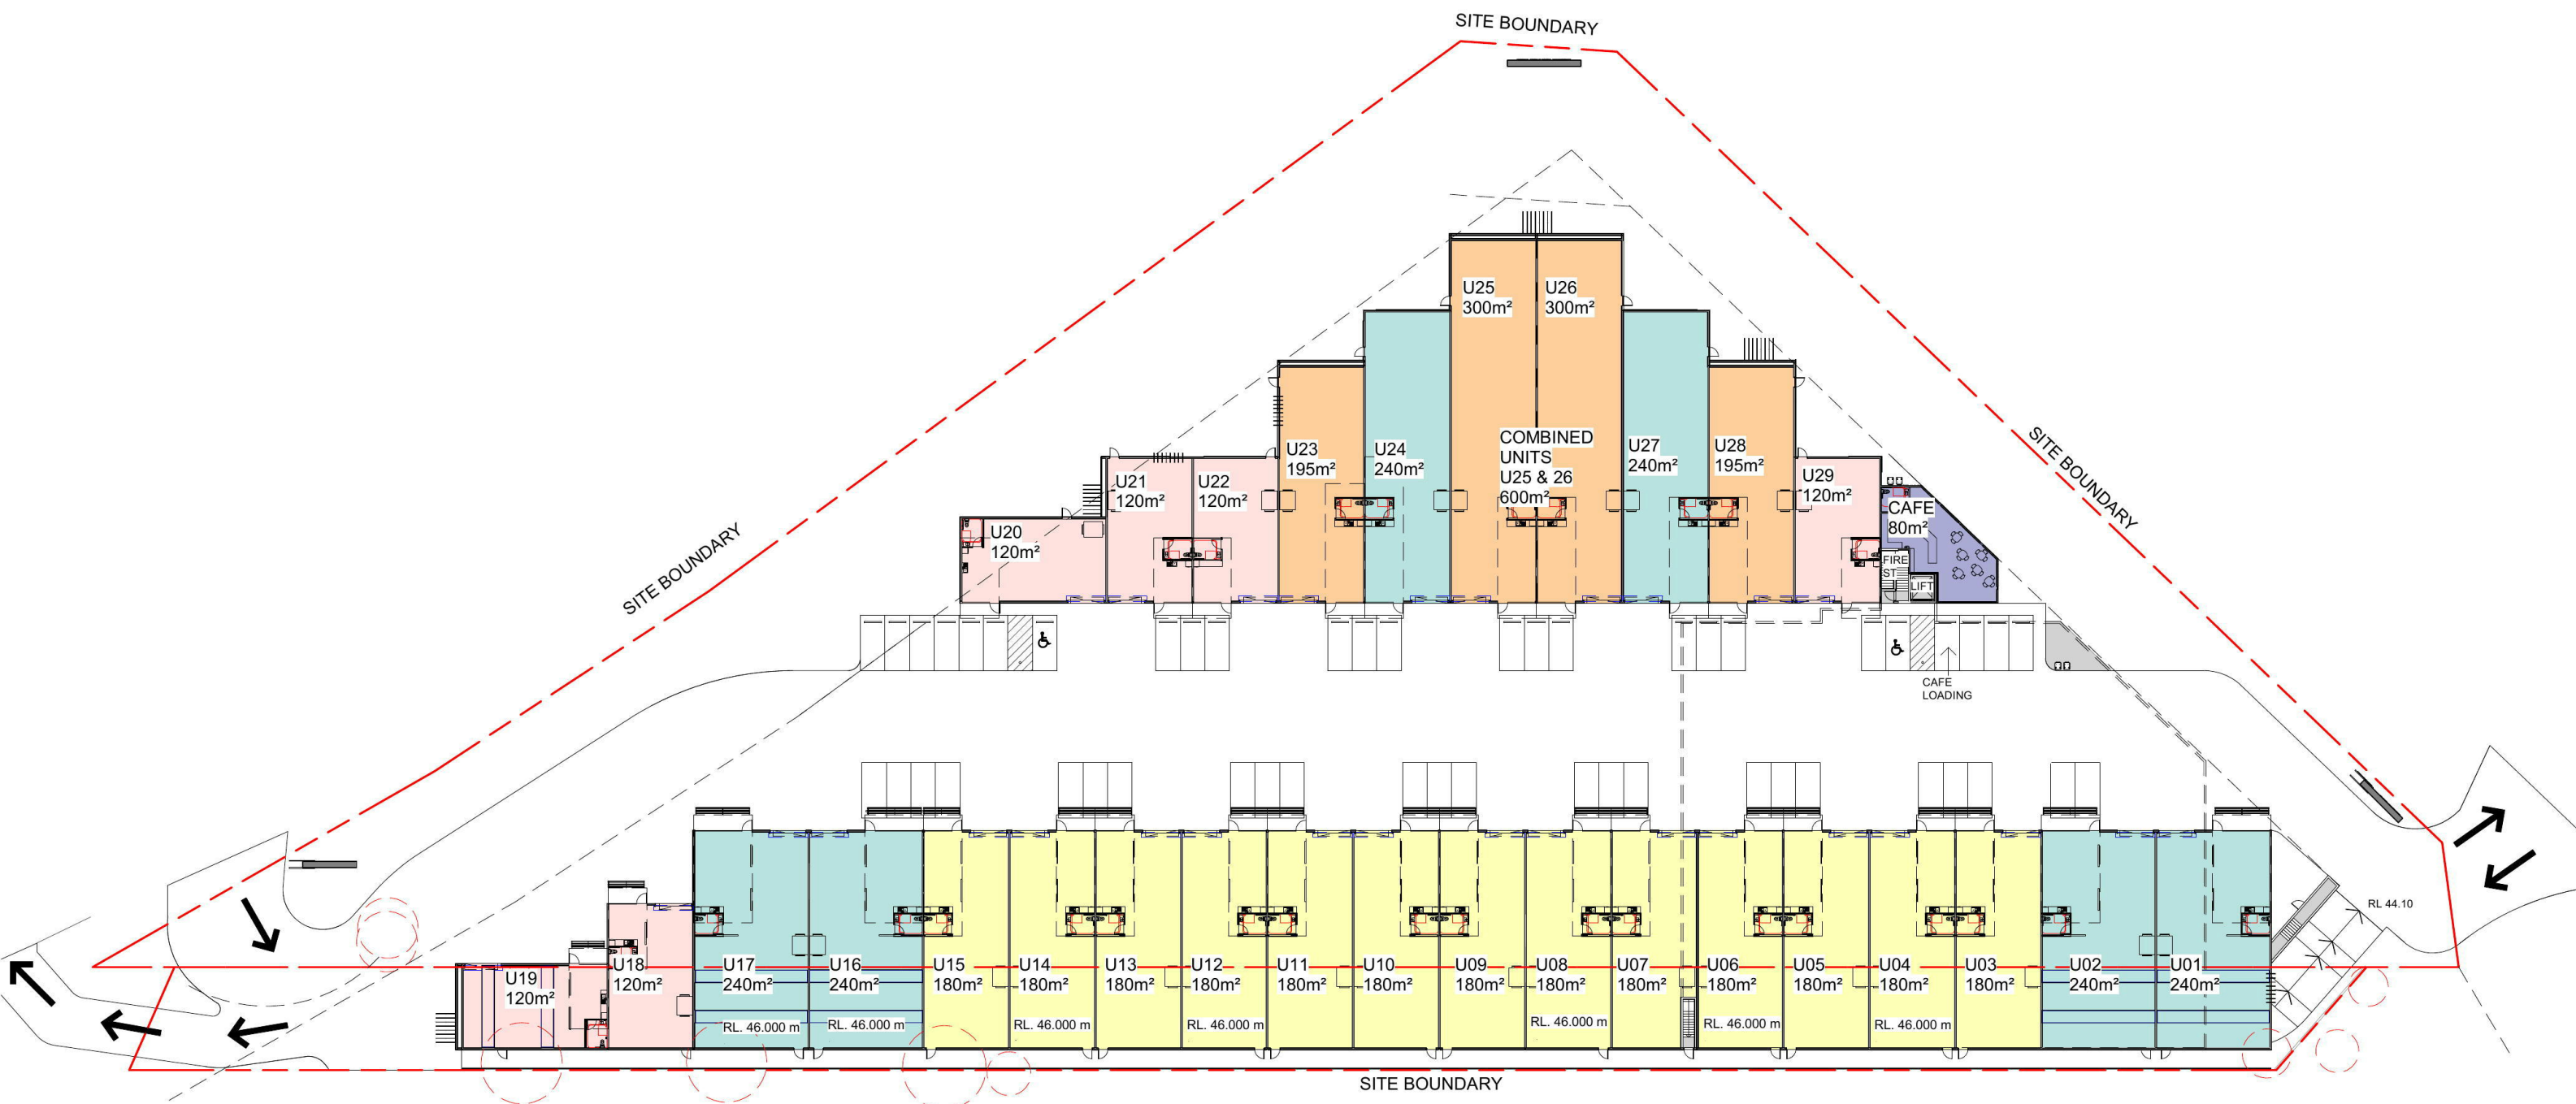 SITE BOUNDARY
U25
300m²
U26
300m²
COMBINED
UNITS
U25 & 26
600m²
U23
195m²
U24
240m²
U27
240m²
U28
195m²
U21
120m²
U22
120m²
U29
120m²
CAFE
80m²
U20
120m²
FIRE
ST
LIFT
SITE BOUNDARY
SITE BOUNDARY
CAFE
LOADING
RL 44.10
U19
120m²
U18
120m²
U17
240m²
U16
240m²
U15
180m²
U14
180m²
U13
180m²
U12
180m²
U11
180m²
U10
180m²
U09
180m²
U08
180m²
U07
180m²
U06
180m²
U05
180m²
U04
180m²
U03
180m²
U02
240m²
U01
240m²
RL. 46.000 m
RL. 46.000 m
RL. 46.000 m
RL. 46.000 m
RL. 46.000 m
RL. 46.000 m
RL. 46.000 m
SITE BOUNDARY